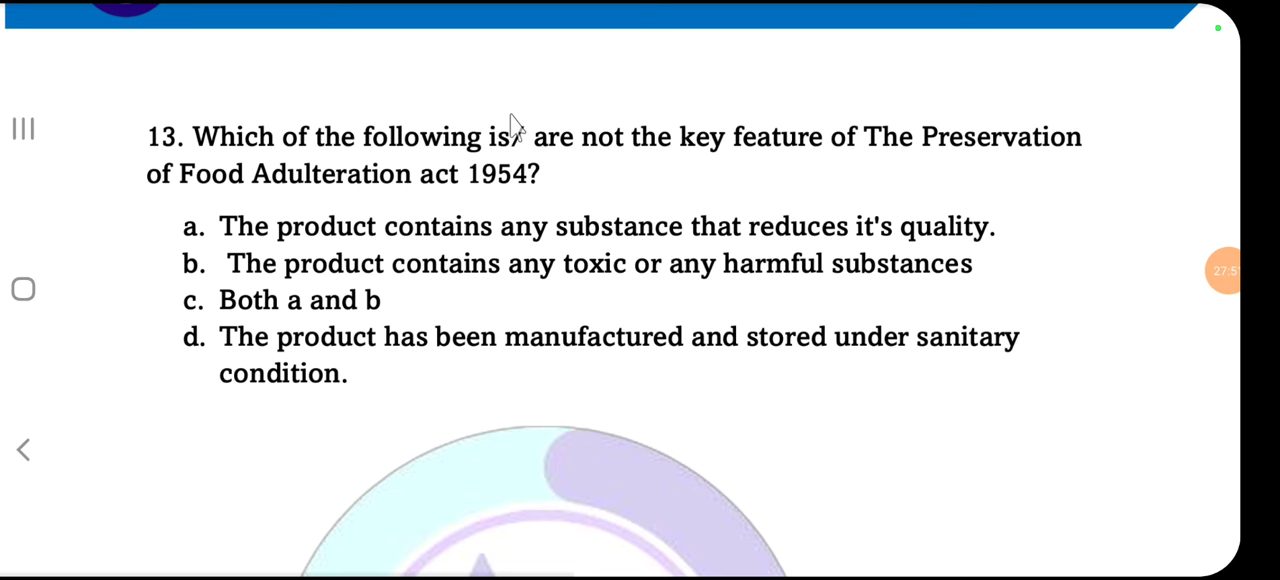 13. Which of the following is/ are not the key feature of The Preservation
of Food Adulteration act 1954?
a. The product contains any substance that reduces it's quality.
b. The product contains any toxic or any harmful substances
c. Both a and b
d. The product has been manufactured and stored under sanitary
condition.